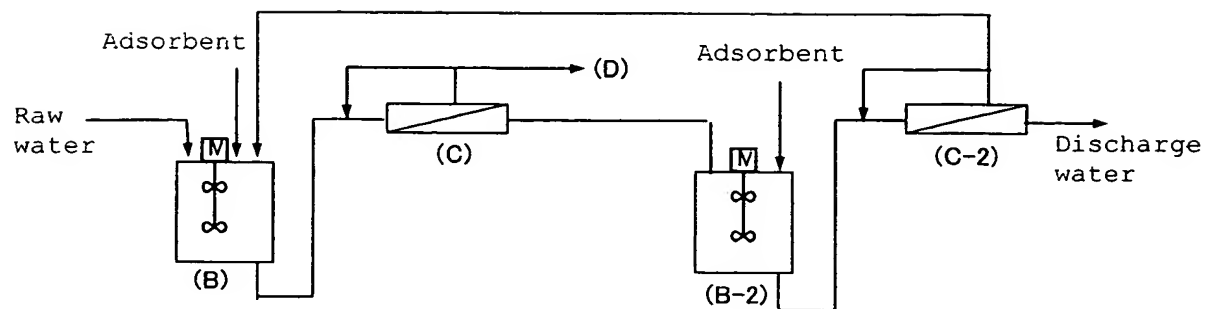 Adsorbent
(D)
Adsorbent
Raw
water
M
(C)
M
(C-2)
Discharge
water
(B)
(B-2)